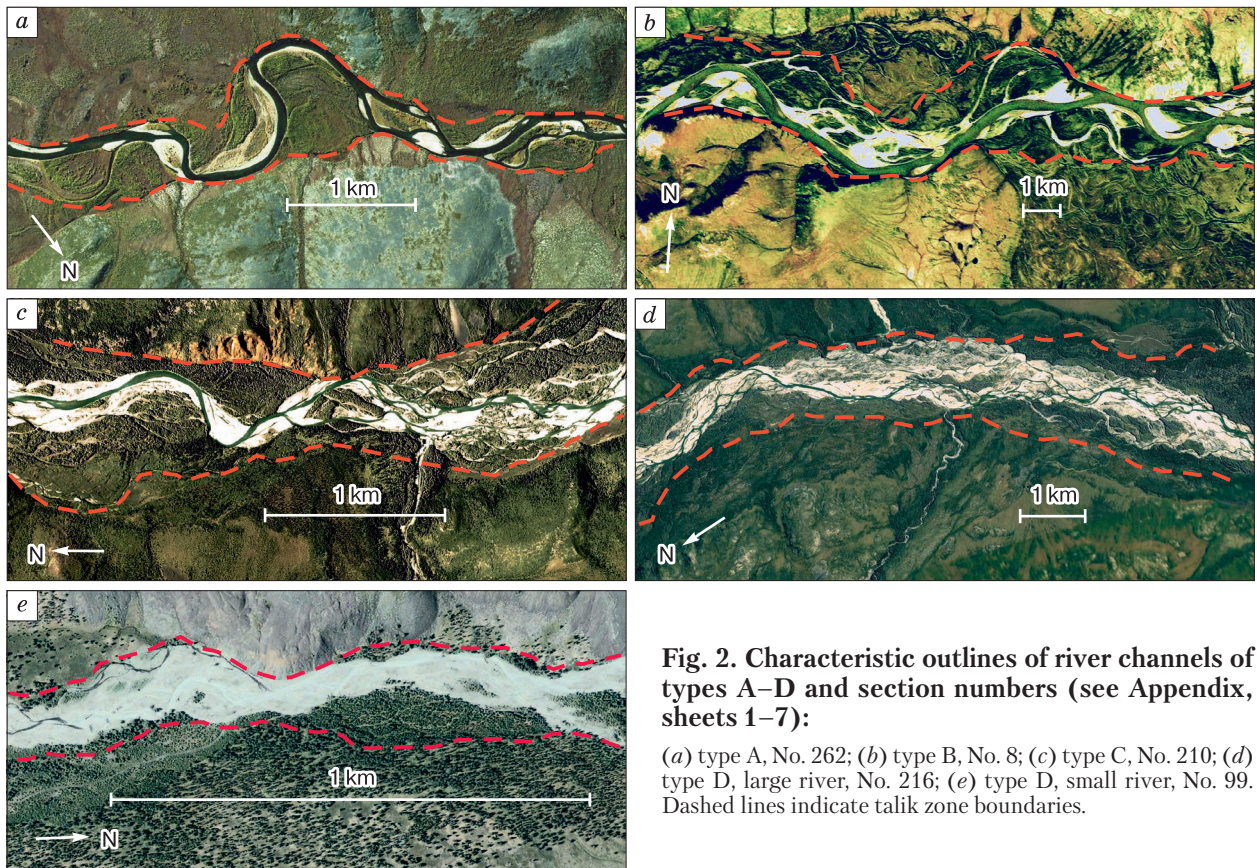 a
1 km
N
b
N
1 km
c
1 km
N
d
1 km
N
e
1 km
N
Fig. 2. Characteristic outlines of river channels of
types A–D and section numbers (see Appendix,
sheets 1–7):
(a) type A, No. 262; (b) type B, No. 8; (c) type C, No. 210; (d)
type D, large river, No. 216; (e) type D, small river, No. 99.
Dashed lines indicate talik zone boundaries.